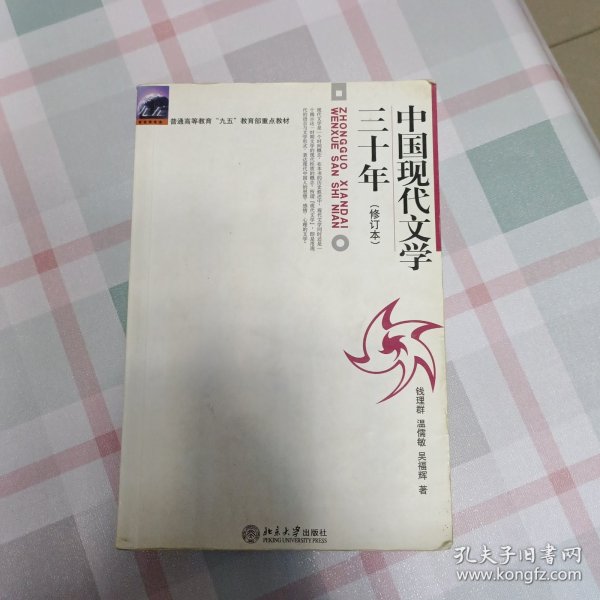 九五
普通高等教育“九五”教育部重点教材
中国现代文学
三十年
(修订本)
ZHONGGUO XIANDAI
WENXUE SAN SHI NIAN
钱理群 温儒敏 吴福辉 著
北京大学出版社
PEKING UNIVERSITY PRESS
孔夫子旧书网
www.kongfz.com